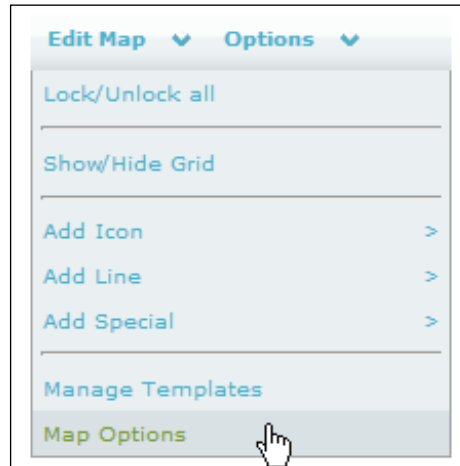 Edit Map Options
Lock/Unlock all
Show/Hide Grid
Add Icon >
Add Line >
Add Special >
Manage Templates
Map Options